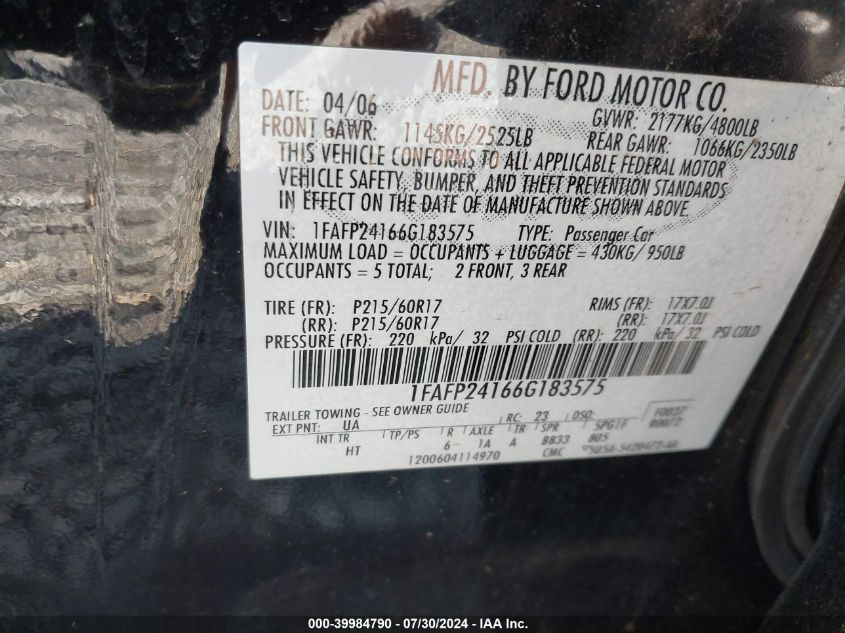 MFD. BY FORD MOTOR CO.
DATE: 04/06 GVWR: 2177KG/4800LB
FRONT GAWR: 1145KG/2525LB REAR GAWR: 1066KG/2350LB
THIS VEHICLE CONFORMS TO ALL APPLICABLE FEDERAL MOTOR
VEHICLE SAFETY, BUMPER, AND THEFT PREVENTION STANDARDS
IN EFFECT ON THE DATE OF MANUFACTURE SHOWN ABOVE.
VIN: 1FAFP24166G183575 TYPE: Passenger Car
MAXIMUM LOAD = OCCUPANTS + LUGGAGE = 430KG/ 950LB
OCCUPANTS = 5 TOTAL; 2 FRONT, 3 REAR
TIRE (FR): P215/60R17 RIMS (FR): 17X7.0J
(RR): P215/60R17 (RR): 17X7.0J
PRESSURE (FR): 220 kPa/ 32 PSI COLD (RR): 220 kPa/ 32 PSI COLD
1FAFP24166G183575
TRAILER TOWING - SEE OWNER GUIDE
EXT PNT: UA RC: 23 DSO: F0037
R0072
INT TR TP/PS R AXLE TR SPR SPGTF
HT 6- 1A A BB33 BD5
1200604114970 CMC
000-39984790 / 07/30/2024 - IAA Inc.